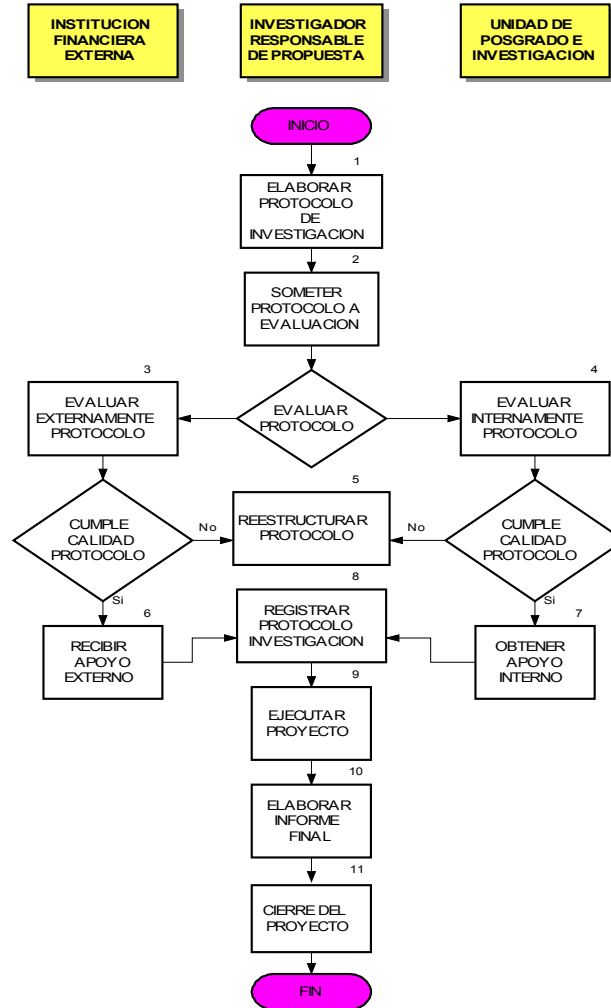 INSTITUCION
FINANCIERA
EXTERNA
INVESTIGADOR
RESPONSABLE
DE PROPUESTA
UNIDAD DE
POSGRADO E
INVESTIGACION
INICIO
1
ELABORAR
PROTOCOLO
DE
INVESTIGACION
2
SOMETER
PROTOCOLO A
EVALUACION
3
EVALUAR
EXTERNAMENTE
PROTOCOLO
EVALUAR
PROTOCOLO
4
EVALUAR
INTERNAMENTE
PROTOCOLO
CUMPLE
CALIDAD
PROTOCOLO
No
5
REESTRUCTURAR
PROTOCOLO
No
CUMPLE
CALIDAD
PROTOCOLO
Si
6
RECIBIR
APOYO
EXTERNO
8
REGISTRAR
PROTOCOLO
INVESTIGACION
Si
7
OBTENER
APOYO
INTERNO
9
EJECUTAR
PROYECTO
10
ELABORAR
INFORME
FINAL
11
CIERRE DEL
PROYECTO
FIN